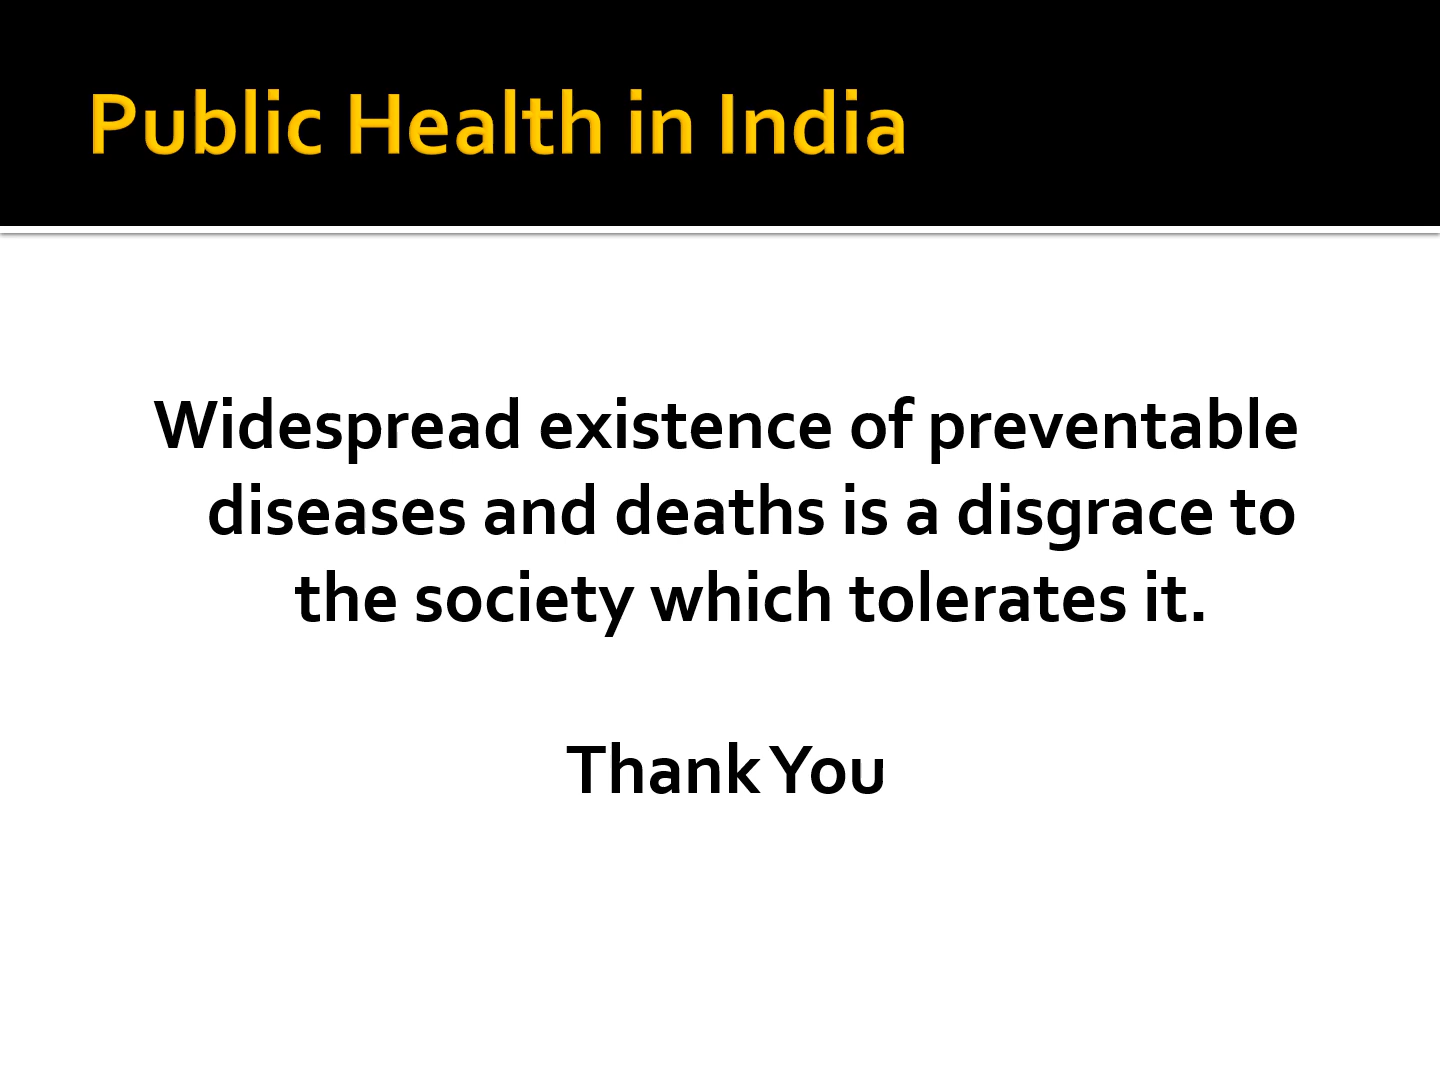 Public Health in India
Widespread existence of preventable
diseases and deaths is a disgrace to
the society which tolerates it.
Thank You